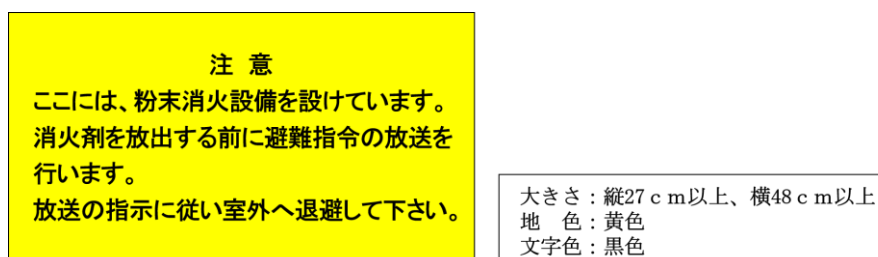 注 意
ここには、粉末消火設備を設けています。
消火剤を放出する前に避難指令の放送を
行います。
放送の指示に従い室外へ退避して下さい。
大きさ：縦27ｃｍ以上、横48ｃｍ以上
地　色：黄色
文字色：黒色